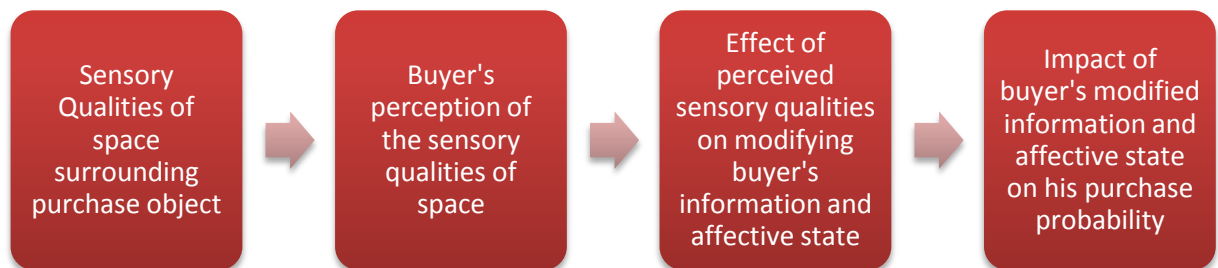 Sensory
Qualities of
space
surrounding
purchase object
Buyer's
perception of
the sensory
qualities of
space
Effect of
perceived
sensory qualities
on modifying
buyer's
information and
affective state
Impact of
buyer's modified
information and
affective state
on his purchase
probability